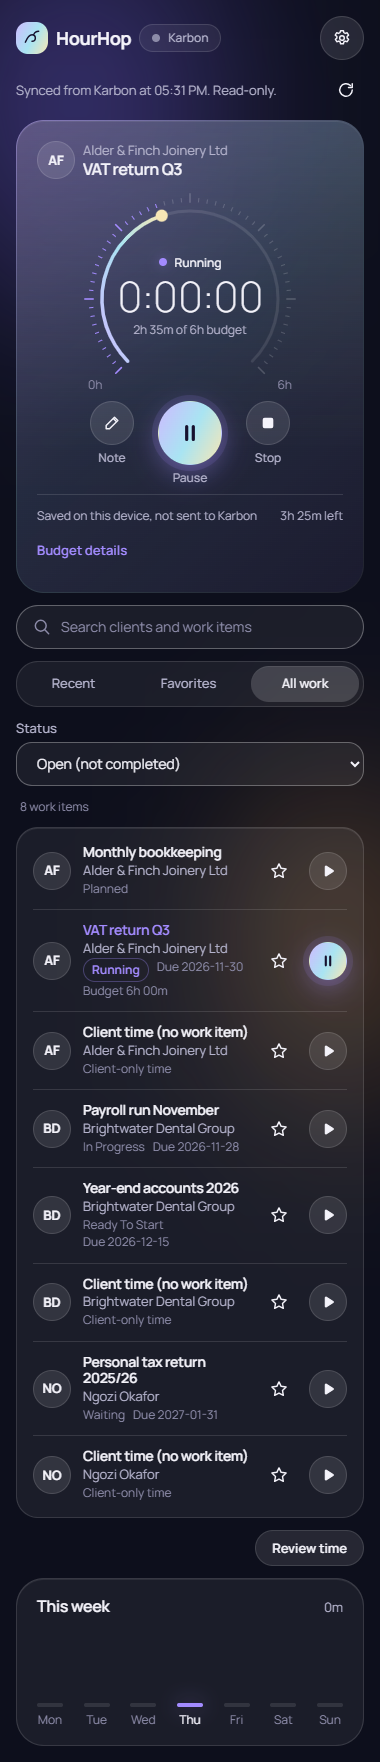 HourHop
Karbon
Synced from Karbon at 05:31 PM. Read-only.
AF
Alder & Finch Joinery Ltd
VAT return Q3
Running
0:00:00
2h 35m of 6h budget
0h
6h
Note
Pause
Stop
Saved on this device, not sent to Karbon
3h 25m left
Budget details
Search clients and work items
Recent
Favorites
All work
Status
Open (not completed)
8 work items
AF
Monthly bookkeeping
Alder & Finch Joinery Ltd
Planned
AF
VAT return Q3
Alder & Finch Joinery Ltd
Running
Due 2026-11-30
Budget 6h 00m
AF
Client time (no work item)
Alder & Finch Joinery Ltd
Client-only time
BD
Payroll run November
Brightwater Dental Group
In Progress Due 2026-11-28
BD
Year-end accounts 2026
Brightwater Dental Group
Ready To Start
Due 2026-12-15
BD
Client time (no work item)
Brightwater Dental Group
Client-only time
NO
Personal tax return
2025/26
Ngozi Okafor
Waiting Due 2027-01-31
NO
Client time (no work item)
Ngozi Okafor
Client-only time
Review time
This week
0m
Mon Tue Wed Thu Fri Sat Sun